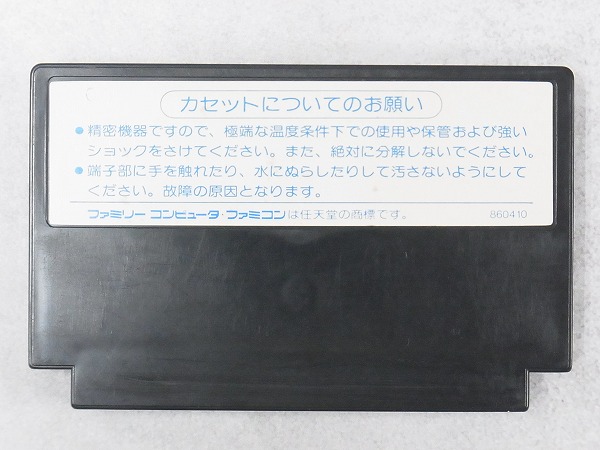 カセットについてのお願い
●精密機器ですので、極端な温度条件下での使用や保管および強い
ショックをさけてください。また、絶対に分解しないでください。
●端子部に手を触れたり、水にぬらしたりして汚さないようにして
ください。故障の原因となります。
ファミリーコンピュータ・ファミコンは任天堂の商標です。 860410